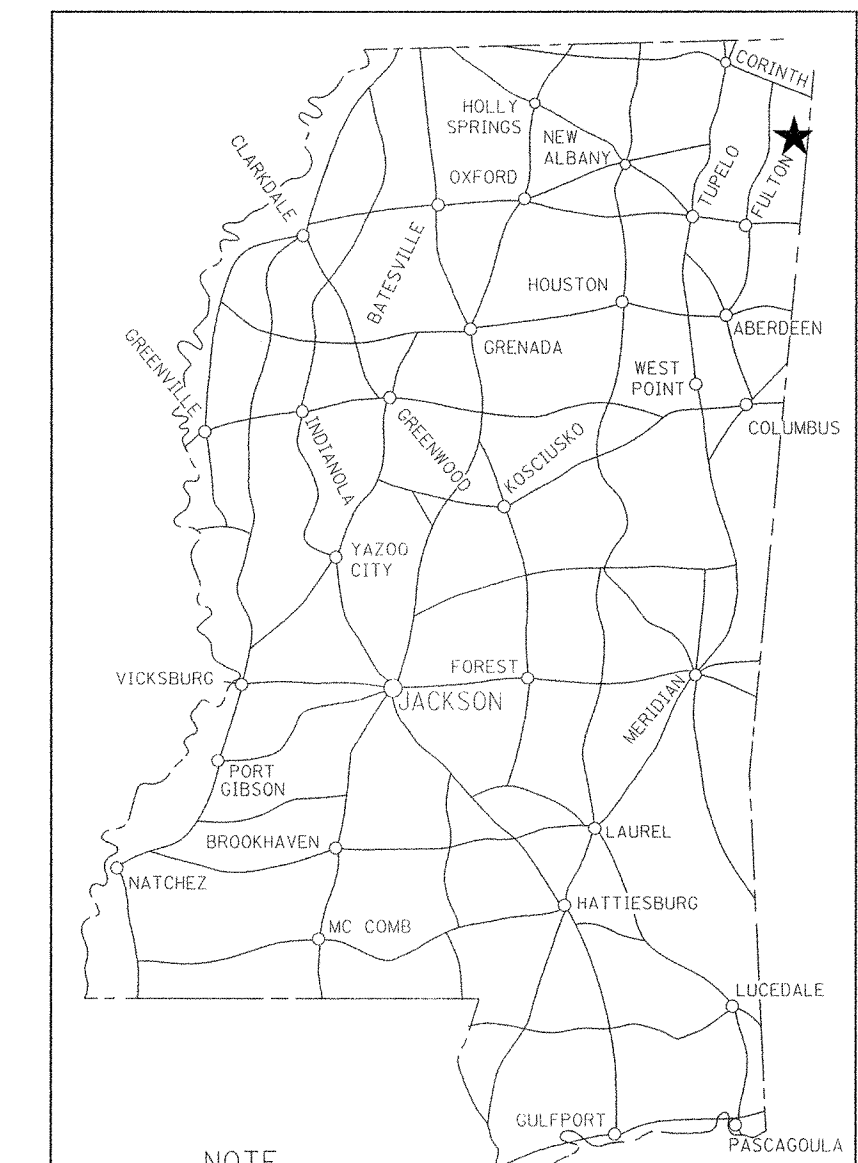 CORINTH
HOLLY
SPRINGS
NEW
ALBANY
CLARKDALE
OXFORD
TUPELO
FULTON
BATESVILLE
HOUSTON
ABERDEEN
GREENVILLE
GRENADA
WEST
POINT
COLUMBUS
INDIANOLA
GREENWOOD
KOSCIUSKO
YAZOO
CITY
VICKSBURG
FOREST
JACKSON
MERIDIAN
PORT
GIBSON
BROOKHAVEN
LAUREL
NATCHEZ
HATTIESBURG
MC COMB
LUCEDALE
GULFPORT
PASCAGOULA
NOTE